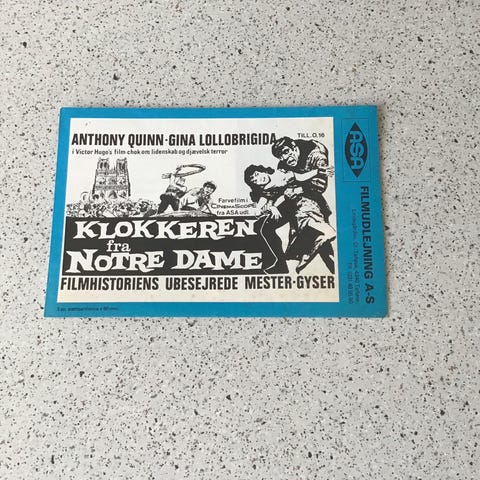 ANTHONY QUINN-GINA LOLLOBRIGIDA TILL.O.16
i Victor Hugo's film-chok om lidenskab og djævelsk terror
Farvefilm i
CINEMASCOPE
fra ASA udl.
KLOKKEREN
fra
NOTRE DAME
FILMHISTORIENS UBESEJREDE MESTER-GYSER
ASA
FILMUDLEJNING A-S